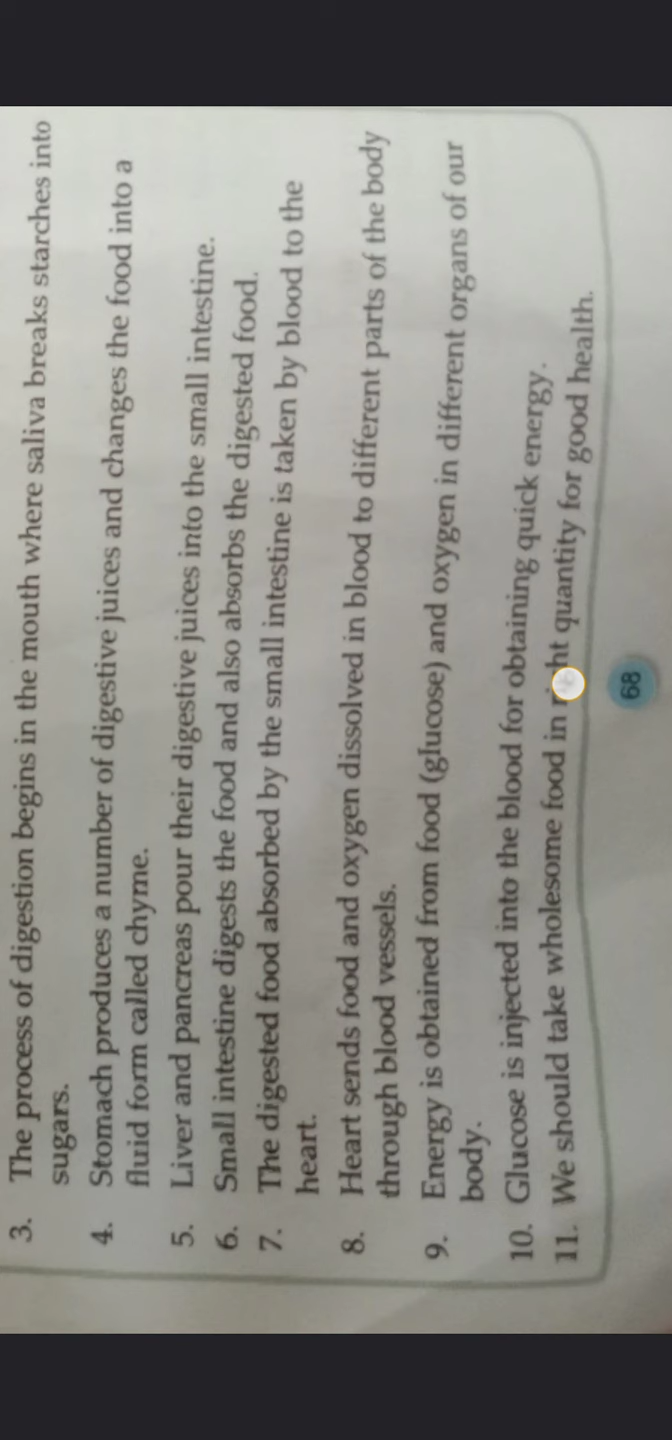 3. The process of digestion begins in the mouth where saliva breaks starches into
sugars.
4. Stomach produces a number of digestive juices and changes the food into a
fluid form called chyme.
5. Liver and pancreas pour their digestive juices into the small intestine.
6. Small intestine digests the food and also absorbs the digested food.
7. The digested food absorbed by the small intestine is taken by blood to the
heart.
8. Heart sends food and oxygen dissolved in blood to different parts of the body
through blood vessels.
9. Energy is obtained from food (glucose) and oxygen in different organs of our
body.
10. Glucose is injected into the blood for obtaining quick energy.
11. We should take wholesome food in right quantity for good health.
68